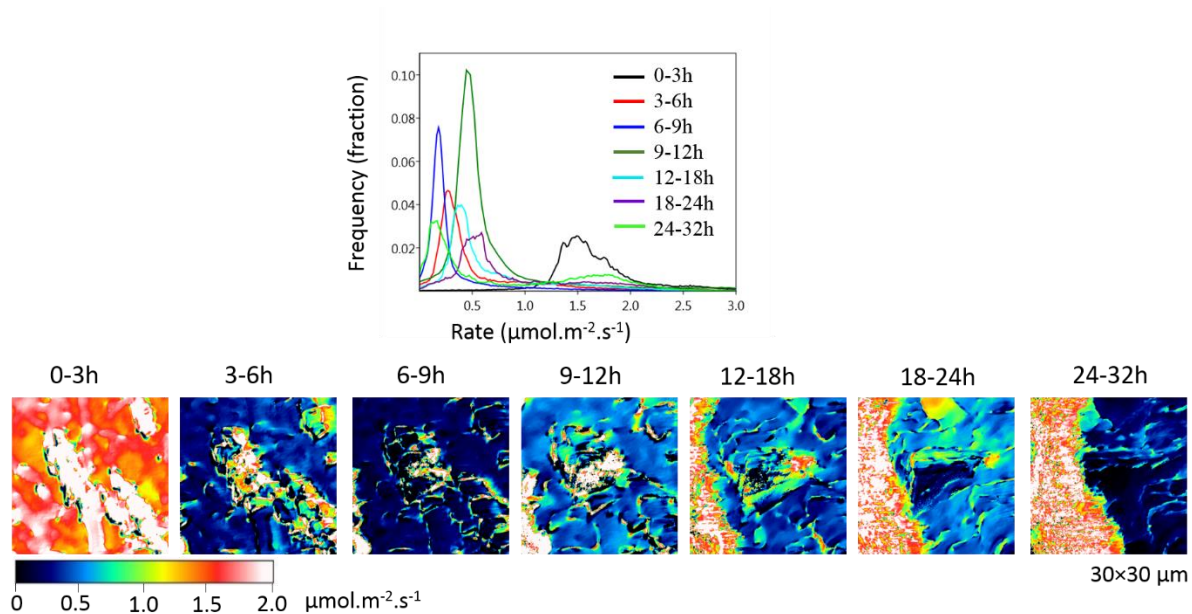 Frequency (fraction)
0.10
0.08
0.06
0.04
0.02
0-3h
3-6h
6-9h
9-12h
12-18h
18-24h
24-32h
0.5 1.0 1.5 2.0 3.0
Rate (µmol.m⁻².s⁻¹)
0-3h 3-6h 6-9h 9-12h 12-18h 18-24h 24-32h
0 0.5 1.0 1.5 2.0 µmol.m⁻².s⁻¹
30×30 µm